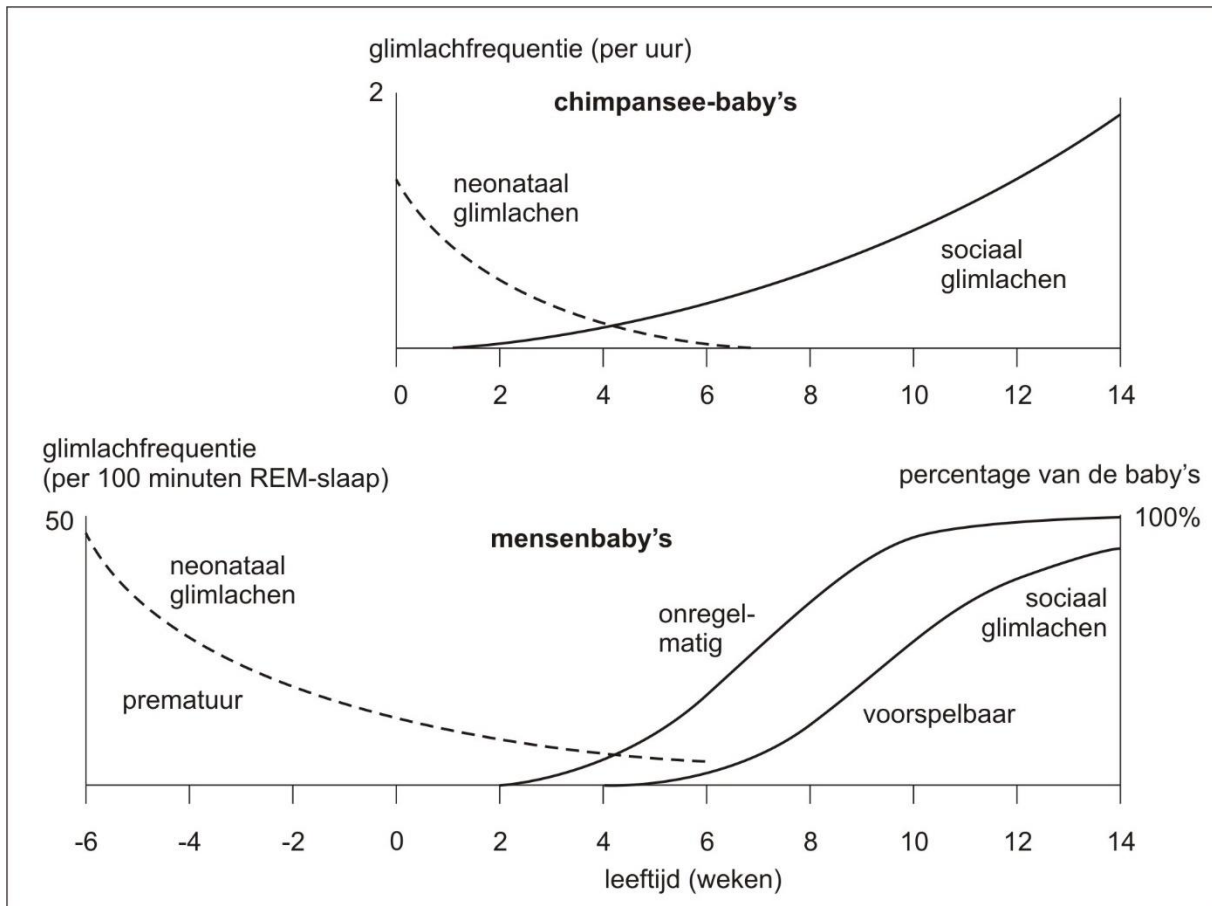 glimlachfrequentie (per uur)
2
chimpansee-baby's
neonataal
glimlachen
sociaal
glimlachen
0 2 4 6 8 10 12 14
glimlachfrequentie
(per 100 minuten REM-slaap)
percentage van de baby's
50
100%
mensenbaby's
neonataal
glimlachen
onregel-
matig
sociaal
glimlachen
prematuur
voorspelbaar
-6 -4 -2 0 2 4 6 8 10 12 14
leeftijd (weken)